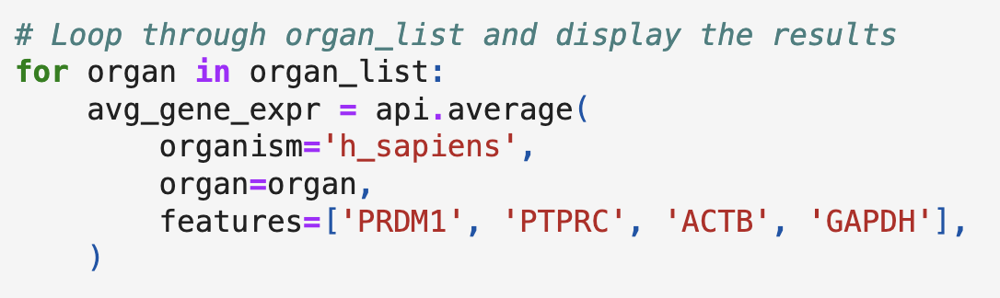 # Loop through organ_list and display the results
for organ in organ_list:
    avg_gene_expr = api.average(
        organism='h_sapiens',
        organ=organ,
        features=['PRDM1', 'PTPRC', 'ACTB', 'GAPDH'],
    )